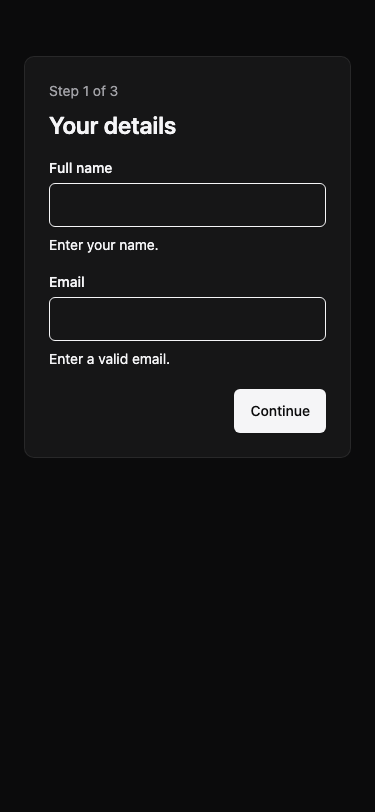 Step 1 of 3
Your details
Full name
Enter your name.
Email
Enter a valid email.
Continue